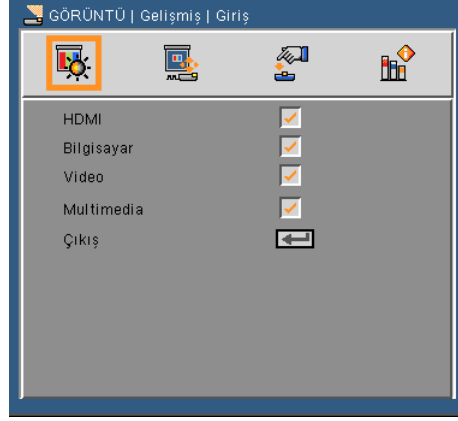 GÖRÜNTÜ | Gelişmiş | Giriş
HDMI
Bilgisayar
Video
Multimedia
Çıkış